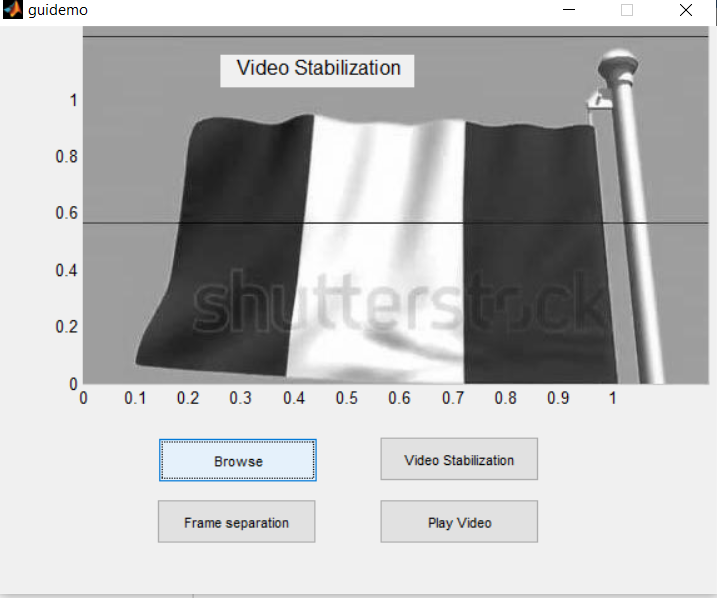 guidemo
Video Stabilization
1
0.8
0.6
0.4
0.2
0
0 0.1 0.2 0.3 0.4 0.5 0.6 0.7 0.8 0.9 1
shutterstock
Browse
Video Stabilization
Frame separation
Play Video